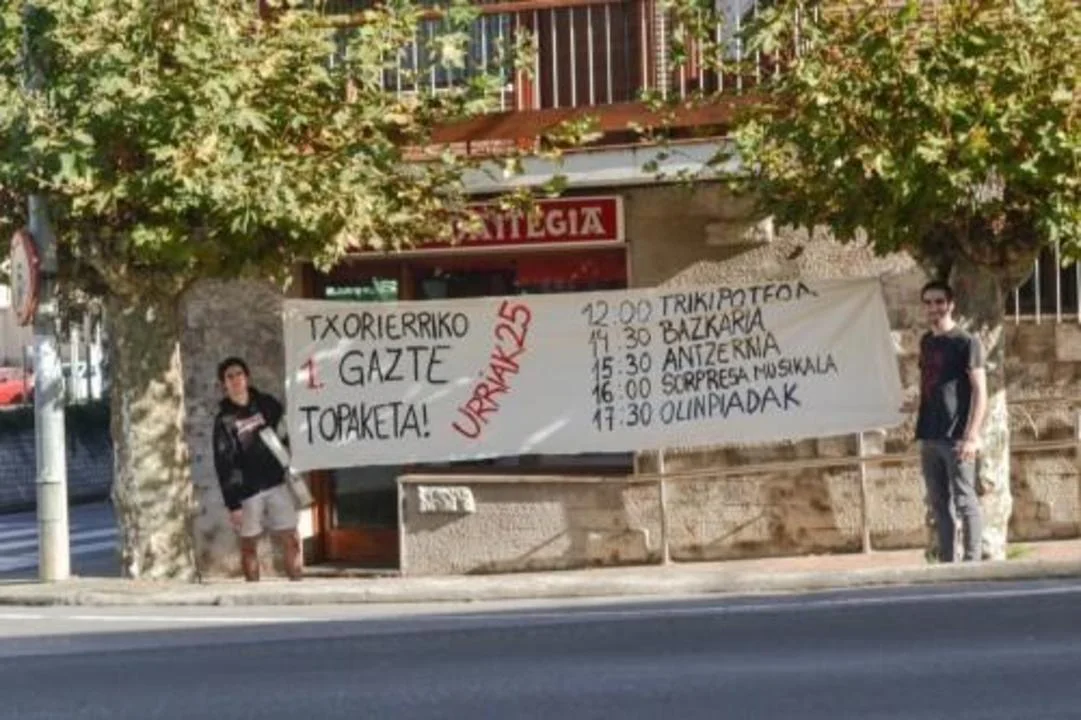 TXORIERRIKO
1. GAZTE
TOPAKETA!
URRIAK 25
12.00 TRIKIPOTEOA
14.30 BAZKARIA
15.30 ANTZERKIA
16:00 SORPRESA MUSIKALA
17.30 OLINPIADAK